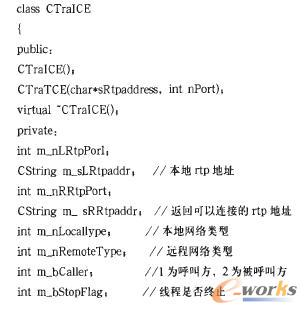 class CTraICE
{
public:
CTraICE();
CTraTCE(char*sRtpaddress, int nPort);
virtual ~CTraICE();
private:
int m_nLRtpPorl;
CString m_sLRtpaddr; //本地 rtp 地址
int m_nRRtpPort;
CString m_ sRRtpaddr; //返回可以连接的 rtp 地址
int m_nLocallype; //本地网络类型
int m_nRemoteType; //远程网络类型
int m_bCaller; //1 为呼叫方，2 为被呼叫方
int m_bStopFlag; //线程是否终止
e-works